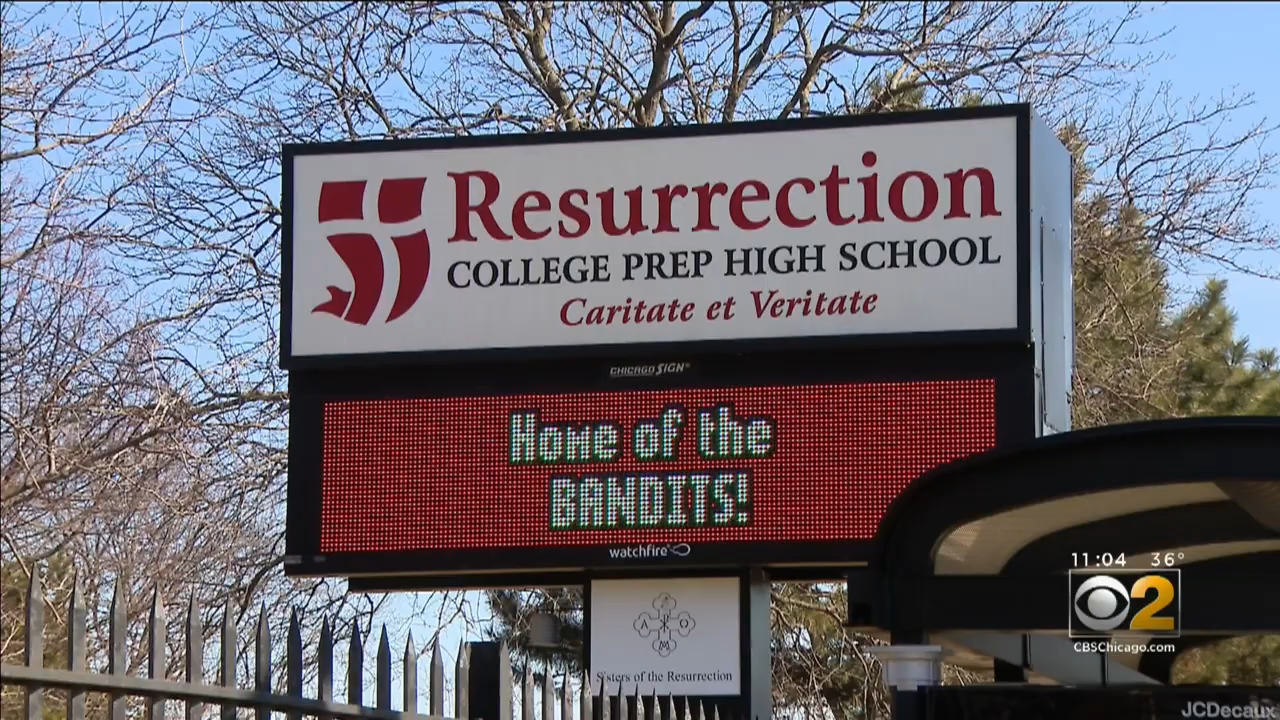 Resurrection
COLLEGE PREP HIGH SCHOOL
Caritate et Veritate
CHICAGO SIGN
Home of the
BANDITS!
watchfire
A P O
M
Sisters of the Resurrection
11:04 36°
2
CBSChicago.com
JCDecaux